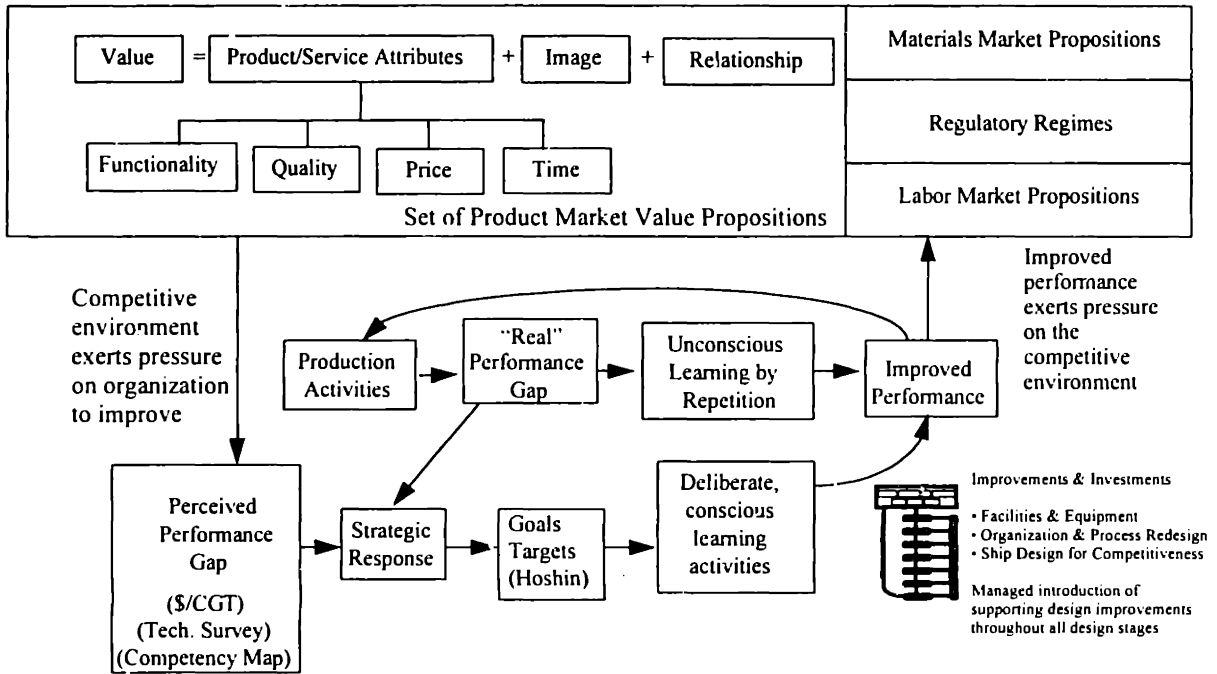 Value = Product/Service Attributes + Image + Relationship
Functionality Quality Price Time
Set of Product Market Value Propositions
Materials Market Propositions
Regulatory Regimes
Labor Market Propositions
Competitive
environment
exerts pressure
on organization
to improve
Improved
performance
exerts pressure
on the
competitive
environment
Production
Activities
“Real”
Performance
Gap
Unconscious
Learning by
Repetition
Improved
Performance
Perceived
Performance
Gap
($/CGT)
(Tech. Survey)
(Competency Map)
Strategic
Response
Goals
Targets
(Hoshin)
Deliberate,
conscious
learning
activities
Improvements & Investments
• Facilities & Equipment
• Organization & Process Redesign
• Ship Design for Competitiveness
Managed introduction of
supporting design improvements
throughout all design stages